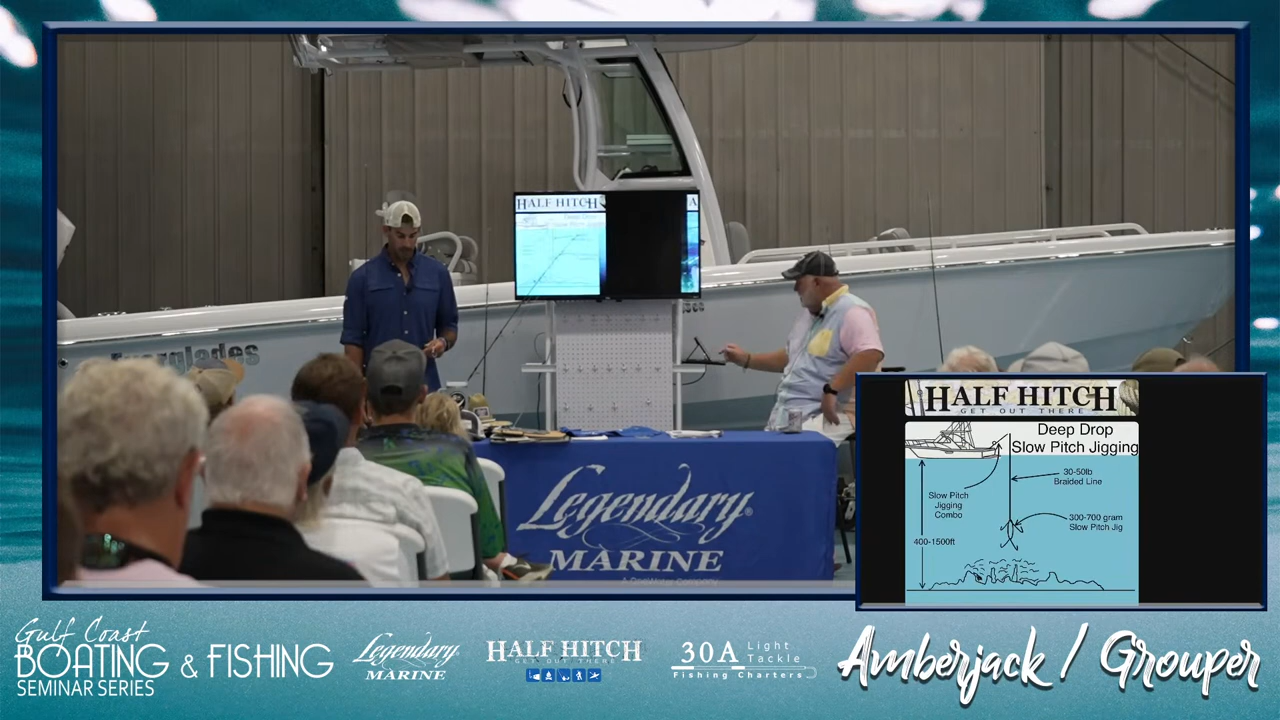 HALF HITCH
A
Everglades
Legendary
MARINE
HALF HITCH
GET OUT THERE
Deep Drop
Slow Pitch Jigging
30-50lb
Braided Line
Slow Pitch
Jigging
Combo
300-700 gram
Slow Pitch Jig
400-1500ft
Gulf Coast
BOATING & FISHING
SEMINAR SERIES
Legendary
MARINE
HALF HITCH
GET OUT THERE
30A Light
Tackle
Fishing Charters
Amberjack / Grouper